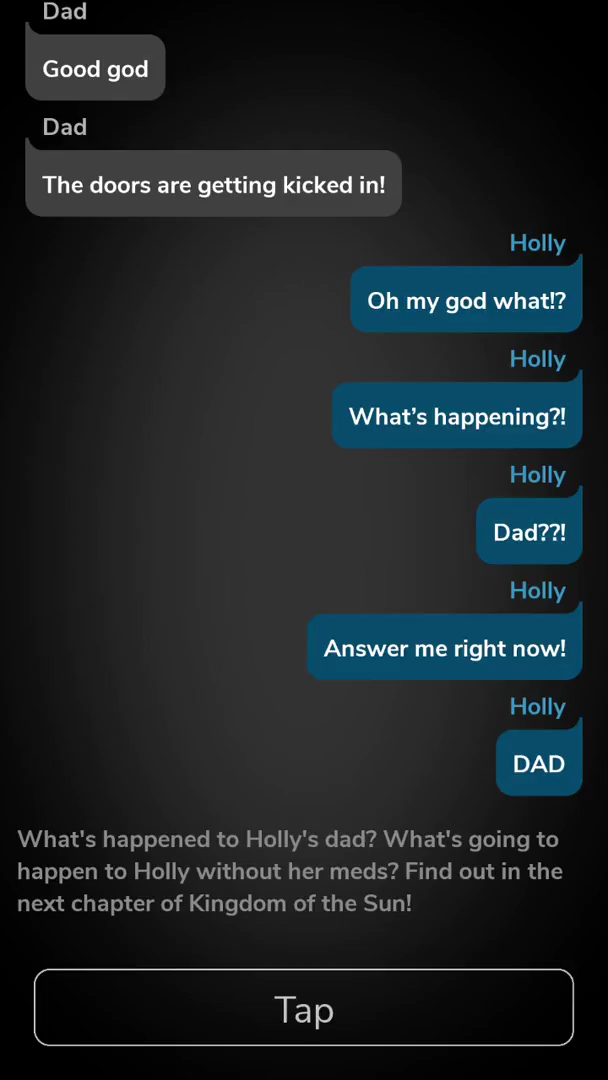 Dad
Good god
Dad
The doors are getting kicked in!
Holly
Oh my god what!?
Holly
What’s happening?!
Holly
Dad??!
Holly
Answer me right now!
Holly
DAD
What's happened to Holly's dad? What's going to
happen to Holly without her meds? Find out in the
next chapter of Kingdom of the Sun!
Tap